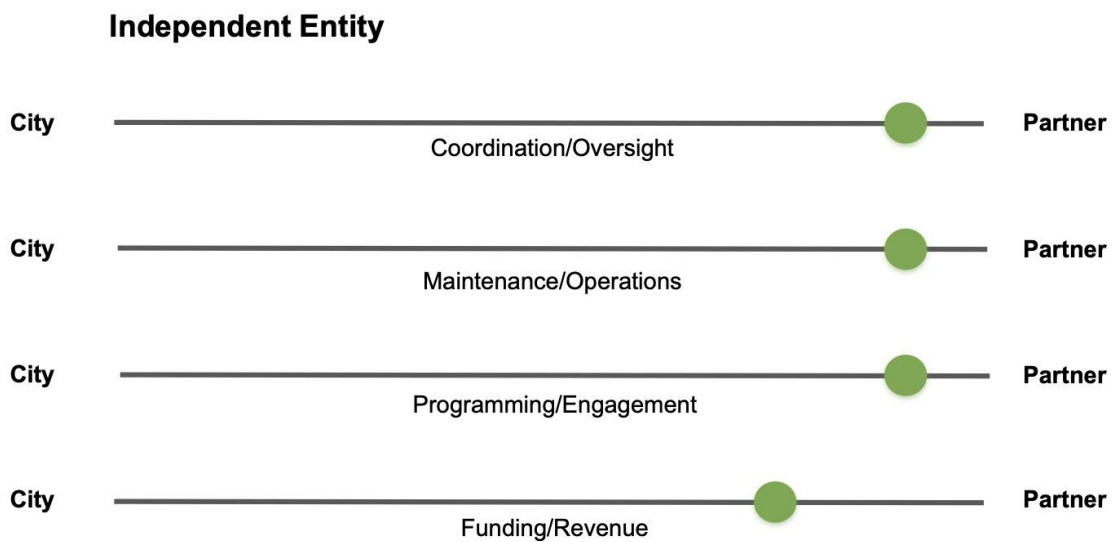 Independent Entity
City Partner
Coordination/Oversight
City Partner
Maintenance/Operations
City Partner
Programming/Engagement
City Partner
Funding/Revenue